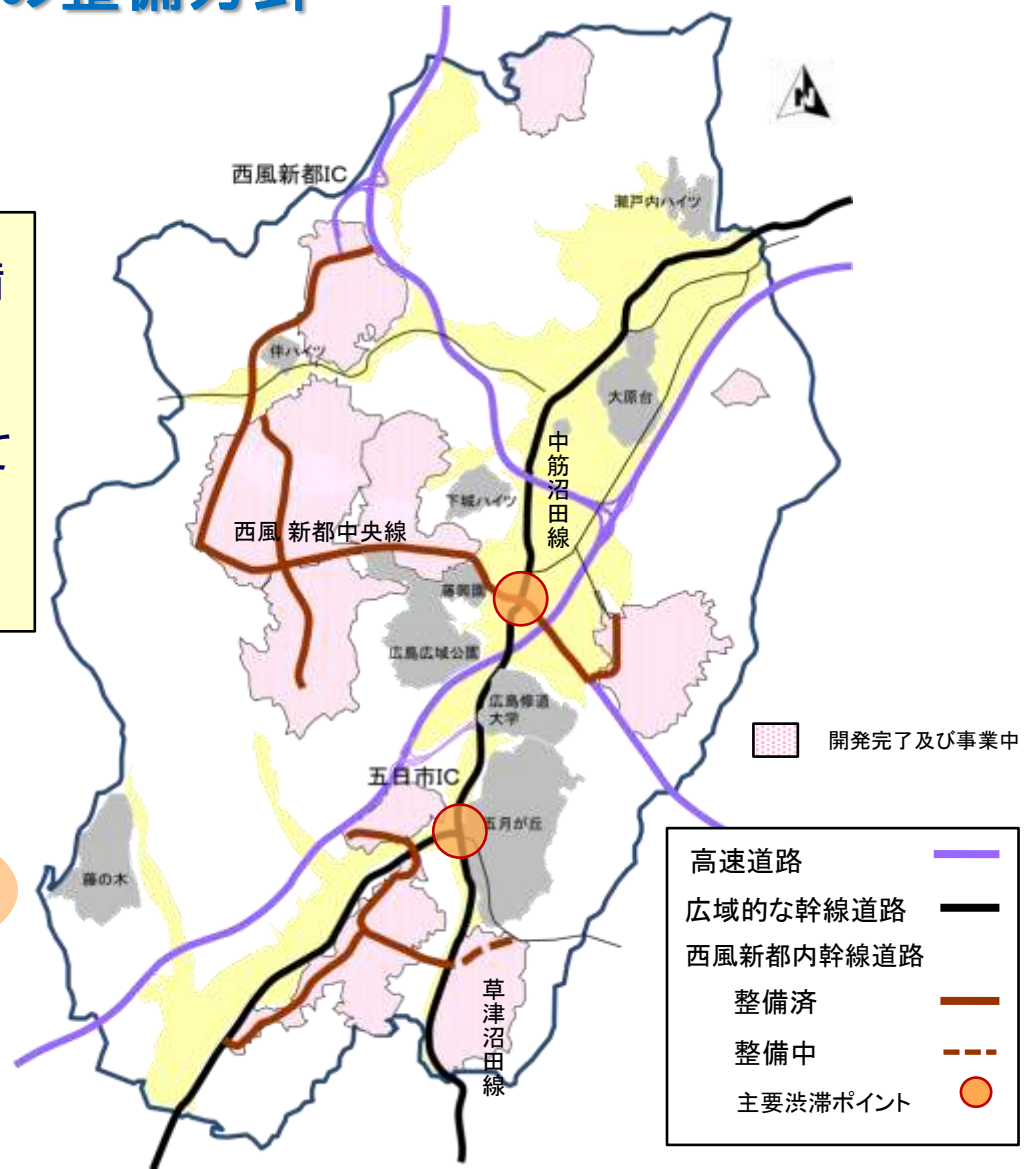 の整備方針
N
西風新都IC
瀬戸内ハイツ
備
伴ハイツ
大原台
て
中筋沼田線
下城ハイツ
西風 新都中央線
藤興園
広島広域公園
広島修道
大学
開発完了及び事業中
五日市IC
五月が丘
藤の木
草津沼田線
高速道路
広域的な幹線道路
西風新都内幹線道路
整備済
整備中
主要渋滞ポイント